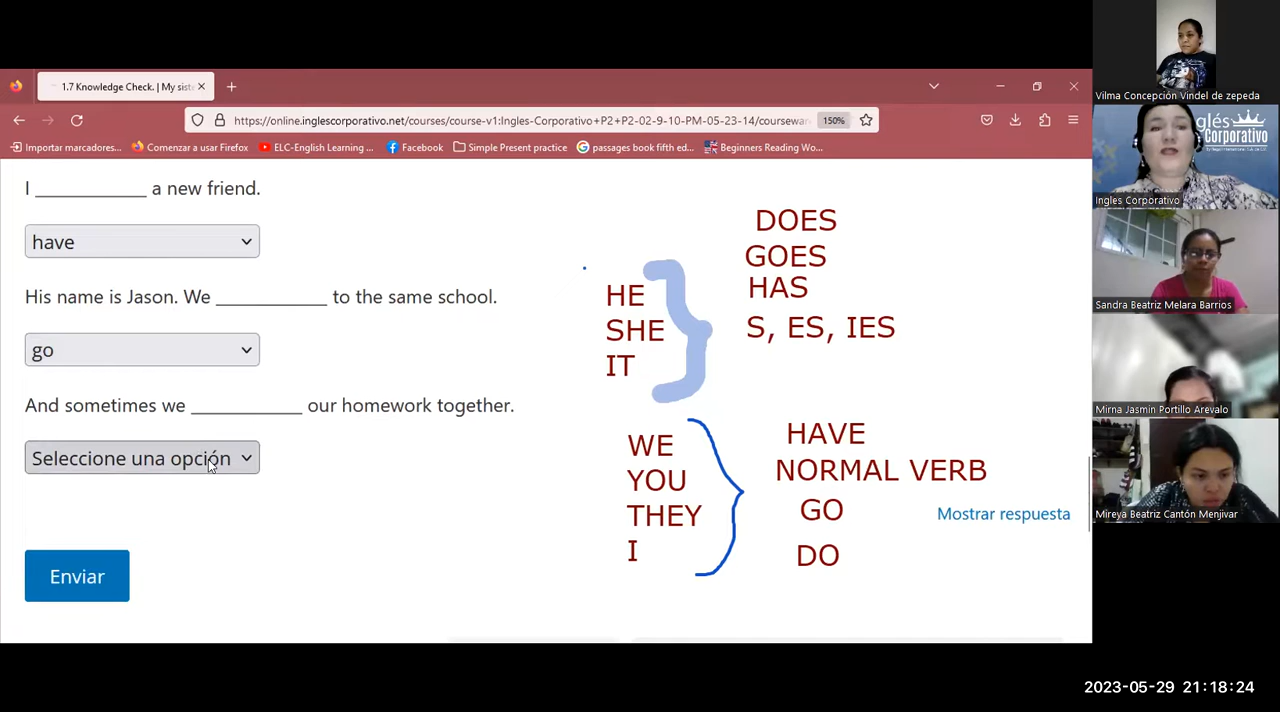 1.7 Knowledge Check. | My sist
https://online.inglescorporativo.net/courses/course-v1:Ingles-Corporativo+P2+P2-02-9-10-PM-05-23-14/coursewar
150%
Importar marcadores...
Comenzar a usar Firefox
ELC-English Learning ...
Facebook
Simple Present practice
passages book fifth ed...
Beginners Reading Wo...
I ____________ a new friend.
have
His name is Jason. We ____________ to the same school.
go
And sometimes we ____________ our homework together.
Seleccione una opción
Enviar
DOES
GOES
HAS
S, ES, IES
HE
SHE
IT
WE
YOU
THEY
I
HAVE
NORMAL VERB
GO
DO
Mostrar respuesta
Vilma Concepción Vindel de zepeda
glés
Corporativo
Ingles Corporativo
Sandra Beatriz Melara Barrios
Mirna Jasmin Portillo Arevalo
Mireya Beatriz Cantón Menjivar
2023-05-29 21:18:24